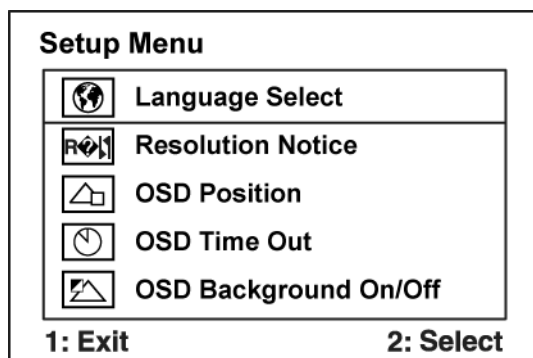 Setup Menu
Language Select
Resolution Notice
OSD Position
OSD Time Out
OSD Background On/Off
1: Exit 2: Select